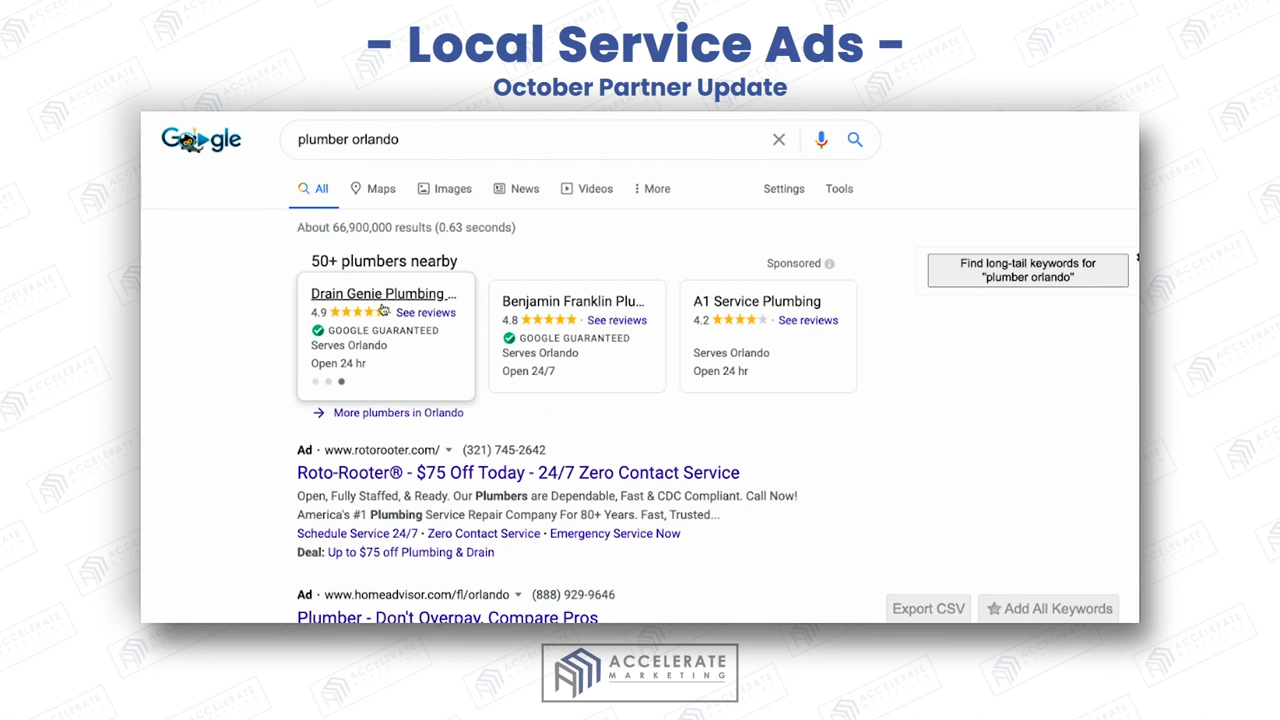 - Local Service Ads -
October Partner Update
Google
plumber orlando
All Maps Images News Videos More Settings Tools
About 66,900,000 results (0.63 seconds)
50+ plumbers nearby
Sponsored
Find long-tail keywords for
"plumber orlando"
Drain Genie Plumbing ...
4.9 See reviews
GOOGLE GUARANTEED
Serves Orlando
Open 24 hr
Benjamin Franklin Plu...
4.8 · See reviews
GOOGLE GUARANTEED
Serves Orlando
Open 24/7
A1 Service Plumbing
4.2 · See reviews
Serves Orlando
Open 24 hr
→ More plumbers in Orlando
Ad · www.rotorooter.com/ (321) 745-2642
Roto-Rooter® - $75 Off Today - 24/7 Zero Contact Service
Open, Fully Staffed, & Ready. Our Plumbers are Dependable, Fast & CDC Compliant. Call Now!
America's #1 Plumbing Service Repair Company For 80+ Years. Fast, Trusted...
Schedule Service 24/7 · Zero Contact Service · Emergency Service Now
Deal: Up to $75 off Plumbing & Drain
Ad · www.homeadvisor.com/fl/orlando (888) 929-9646
Plumber - Don't Overpay, Compare Pros
Export CSV
Add All Keywords
ACCELERATE
MARKETING